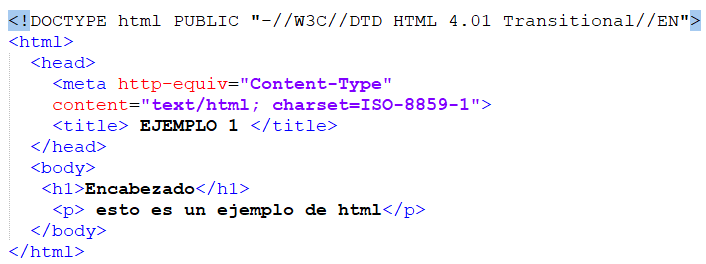 <!DOCTYPE html PUBLIC "-//W3C//DTD HTML 4.01 Transitional//EN">
<html>
<head>
<meta http-equiv="Content-Type"
content="text/html; charset=ISO-8859-1">
<title> EJEMPLO 1 </title>
</head>
<body>
<h1>Encabezado</h1>
<p> esto es un ejemplo de html</p>
</body>
</html>